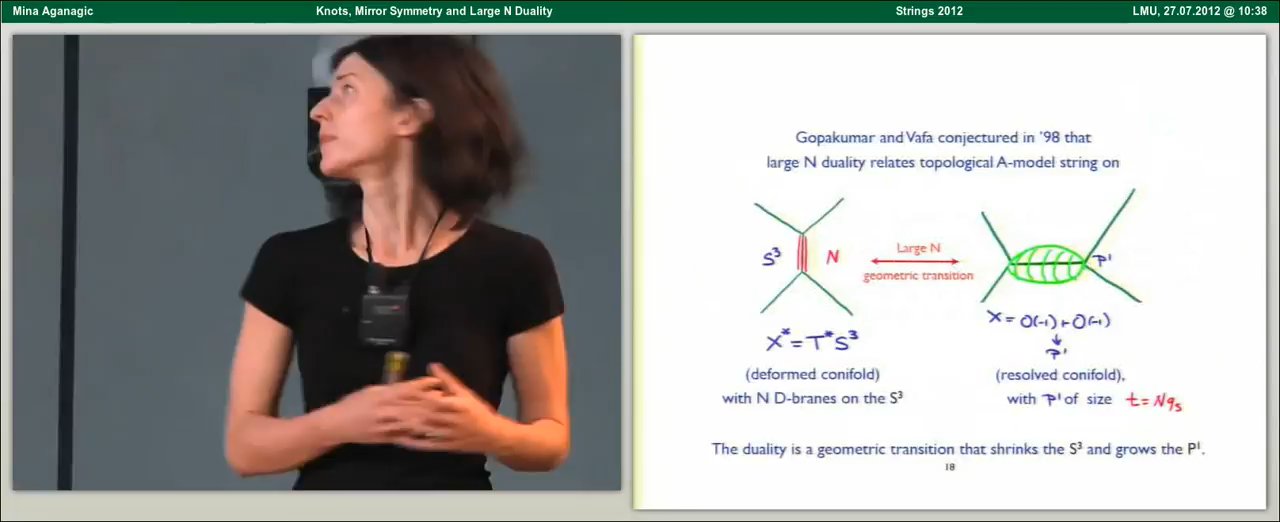 Mina Aganagic
Knots, Mirror Symmetry and Large N Duality
Strings 2012
LMU, 27.07.2012 @ 10:38
Gopakumar and Vafa conjectured in '98 that
large N duality relates topological A-model string on
S³
N
Large N
geometric transition
P¹
X* = T*S³
X = O(-1)+O(-1)
↓
P¹
(deformed conifold)
with N D-branes on the S³
(resolved conifold),
with P¹ of size t = Ngs
The duality is a geometric transition that shrinks the S³ and grows the P¹.
18